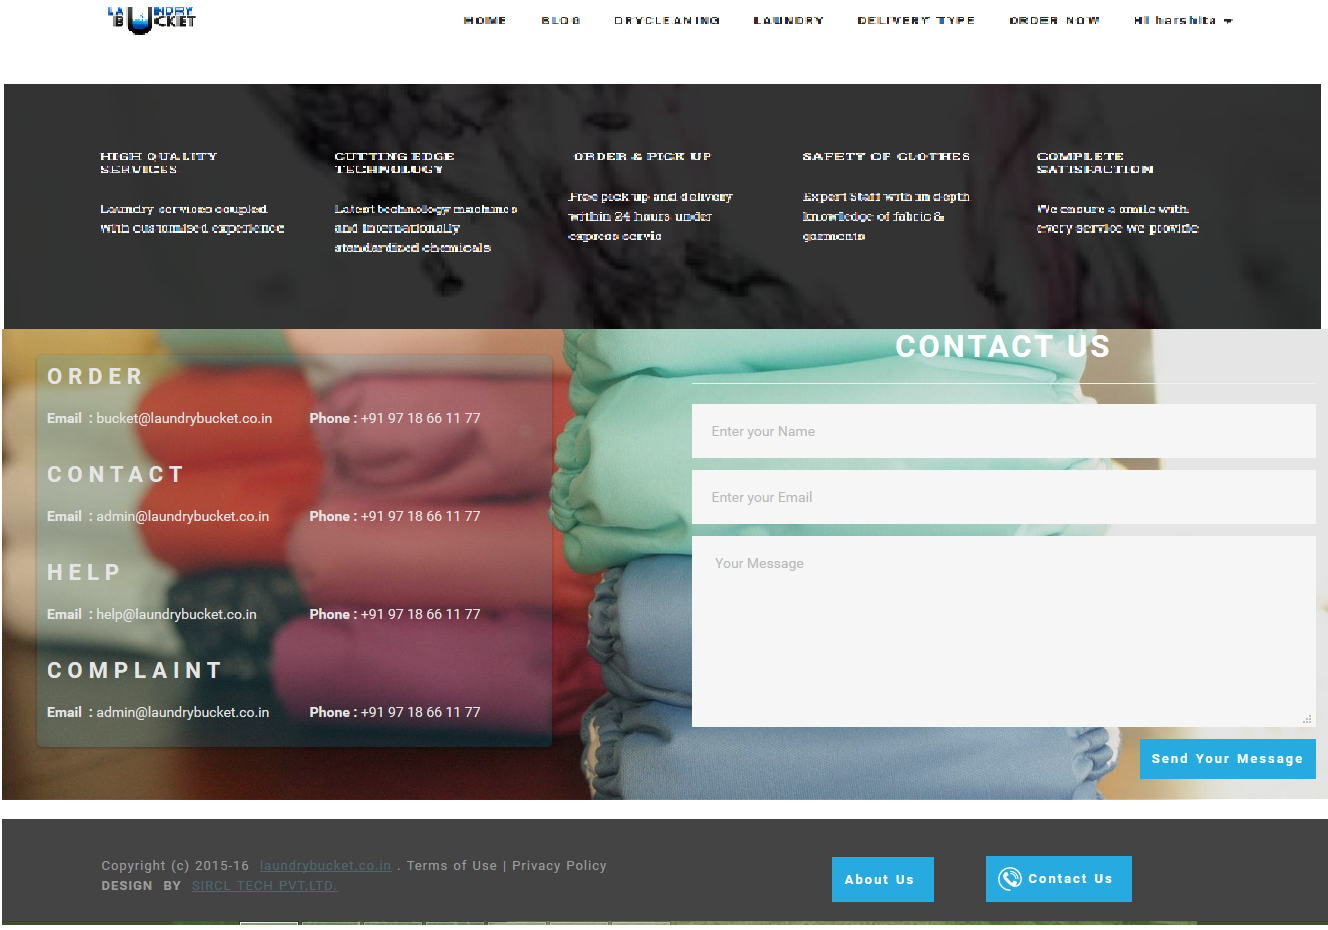 LAUNDRY
BUCKET
HOME BLOG DRYCLEANING LAUNDRY DELIVERY TYPE ORDER NOW Hi harshita
HIGH QUALITY
SERVICES
Laundry services coupled
with customised experience
CUTTING EDGE
TECHNOLOGY
Latest technology machines
and internationally
standardized chemicals
ORDER & PICK UP
Free pick up and delivery
within 24 hours under
express servic
SAFETY OF CLOTHES
Expert Staff with in depth
knowledge of fabric &
garments
COMPLETE
SATISFACTION
We ensure a smile with
every service we provide
ORDER
Email : bucket@laundrybucket.co.in Phone : +91 97 18 66 11 77
CONTACT
Email : admin@laundrybucket.co.in Phone : +91 97 18 66 11 77
HELP
Email : help@laundrybucket.co.in Phone : +91 97 18 66 11 77
COMPLAINT
Email : admin@laundrybucket.co.in Phone : +91 97 18 66 11 77
CONTACT US
Enter your Name
Enter your Email
Your Message
Send Your Message
Copyright (c) 2015-16 laundrybucket.co.in . Terms of Use | Privacy Policy
DESIGN BY SIRCL TECH PVT.LTD.
About Us
Contact Us